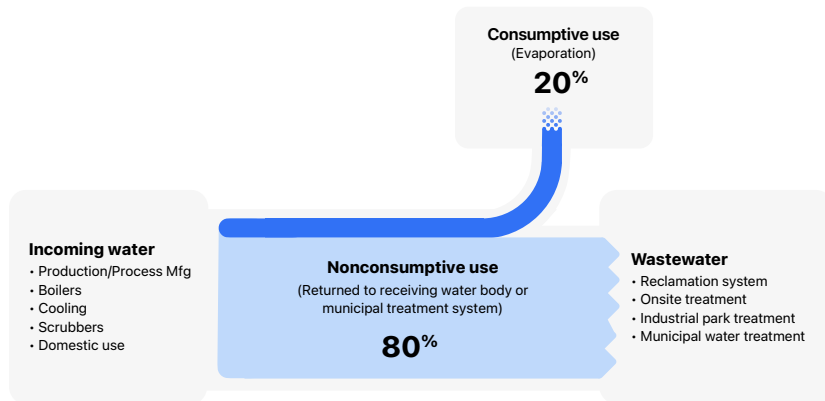 Consumptive use
(Evaporation)
20%
Incoming water
• Production/Process Mfg
• Boilers
• Cooling
• Scrubbers
• Domestic use
Nonconsumptive use
(Returned to receiving water body or
municipal treatment system)
80%
Wastewater
• Reclamation system
• Onsite treatment
• Industrial park treatment
• Municipal water treatment